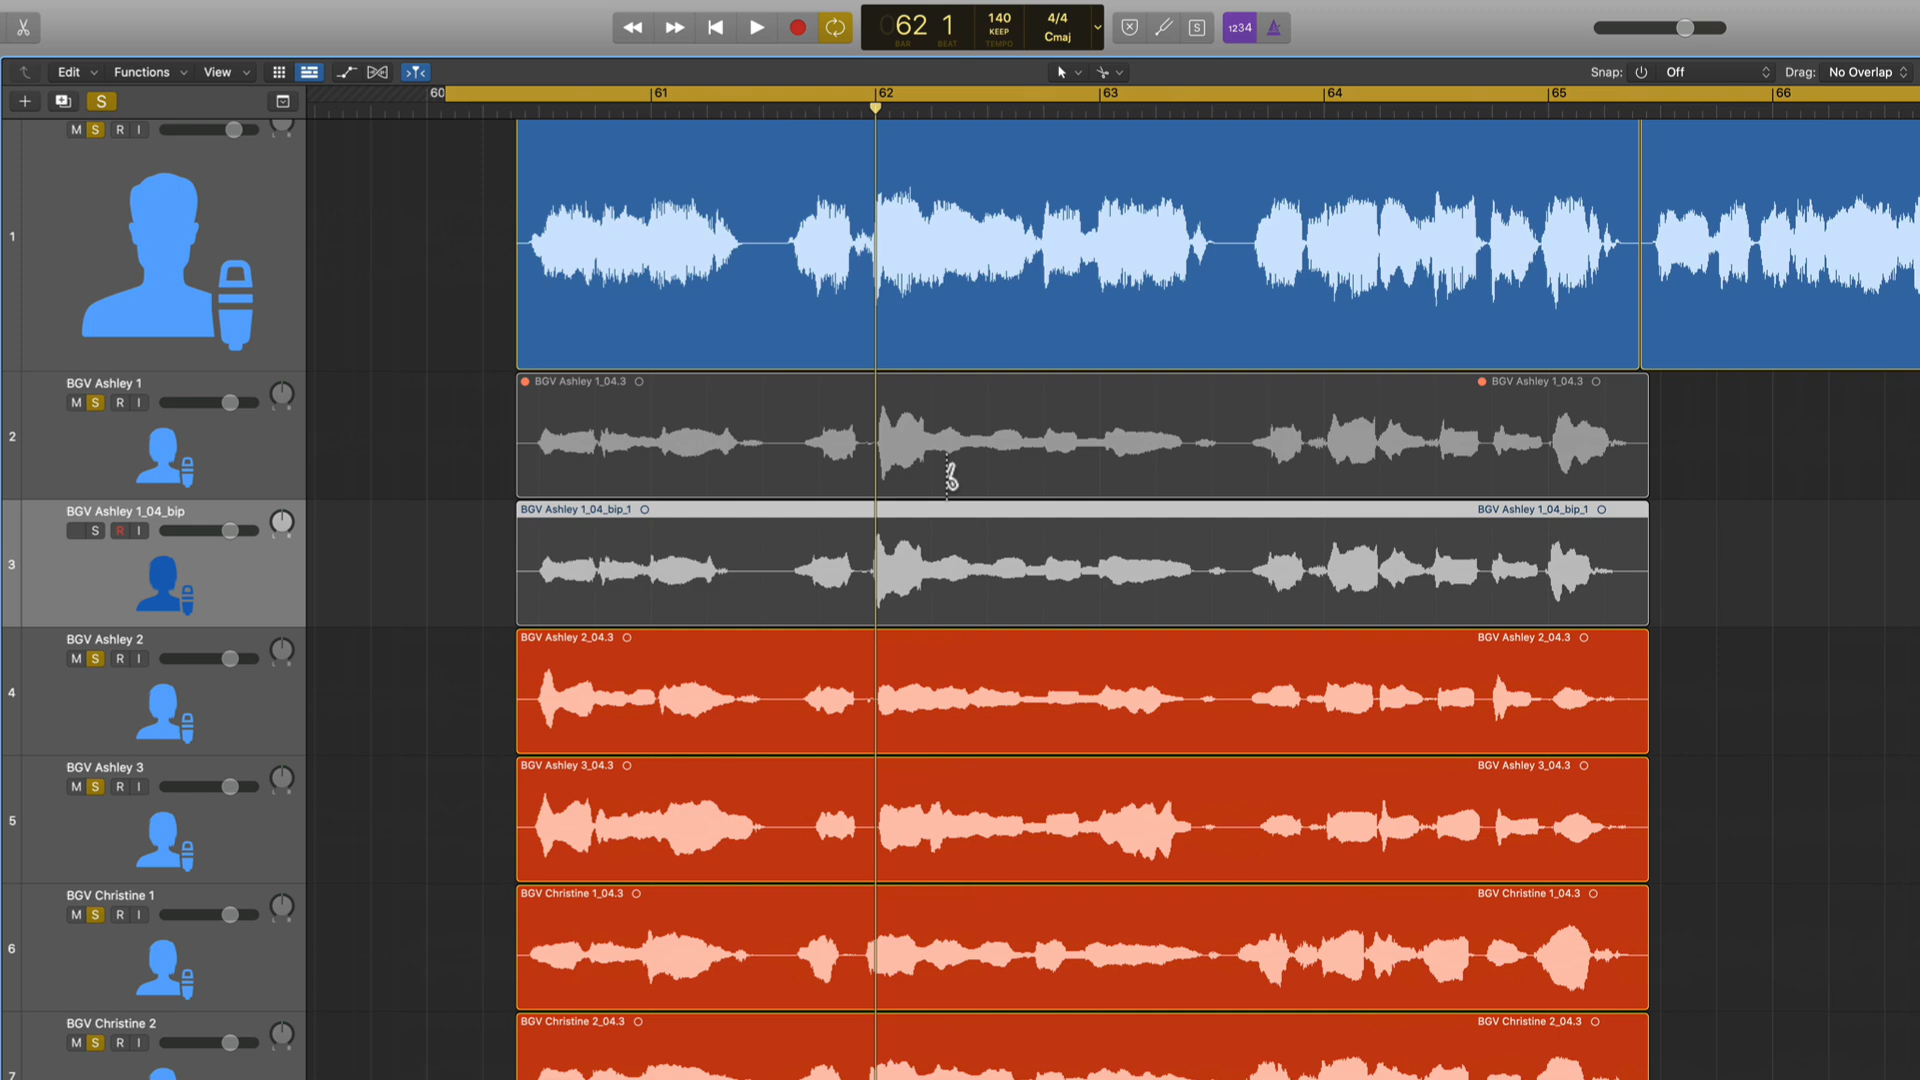 062 1 140 4/4
KEEP Cmaj
BAR BEAT TEMPO
S
1234
Edit Functions View
Snap: Off Drag: No Overlap
S
60 61 62 63 64 65 66
M S R I
L R
1
BGV Ashley 1
M S R I
L R
2
BGV Ashley 1_04.3 BGV Ashley 1_04.3
BGV Ashley 1_04_bip
S R I
L R
3
BGV Ashley 1_04_bip_1 BGV Ashley 1_04_bip_1
BGV Ashley 2
M S R I
L R
4
BGV Ashley 2_04.3 BGV Ashley 2_04.3
BGV Ashley 3
M S R I
L R
5
BGV Ashley 3_04.3 BGV Ashley 3_04.3
BGV Christine 1
M S R I
L R
6
BGV Christine 1_04.3 BGV Christine 1_04.3
BGV Christine 2
M S R I
L R
7
BGV Christine 2_04.3 BGV Christine 2_04.3